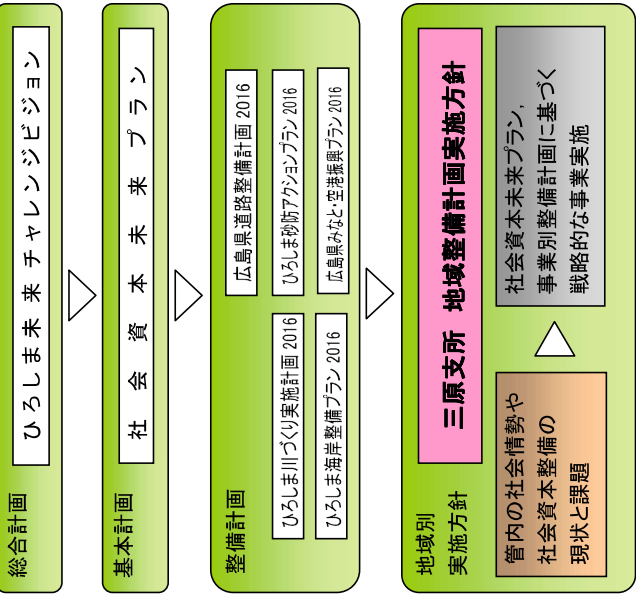 総合計画
ひろしま未来チャレンジビジョン
基本計画
社会資本未来プラン
整備計画
広島県道路整備計画 2016
ひろしま砂防アクションプラン 2016
広島県みなと・空港振興プラン 2016
ひろしま川づくり実施計画 2016
ひろしま海岸整備プラン 2016
地域別
実施方針
三原支所 地域整備計画実施方針
管内の社会情勢や
社会資本整備の
現状と課題
社会資本未来プラン,
事業別整備計画に基づく
戦略的な事業実施